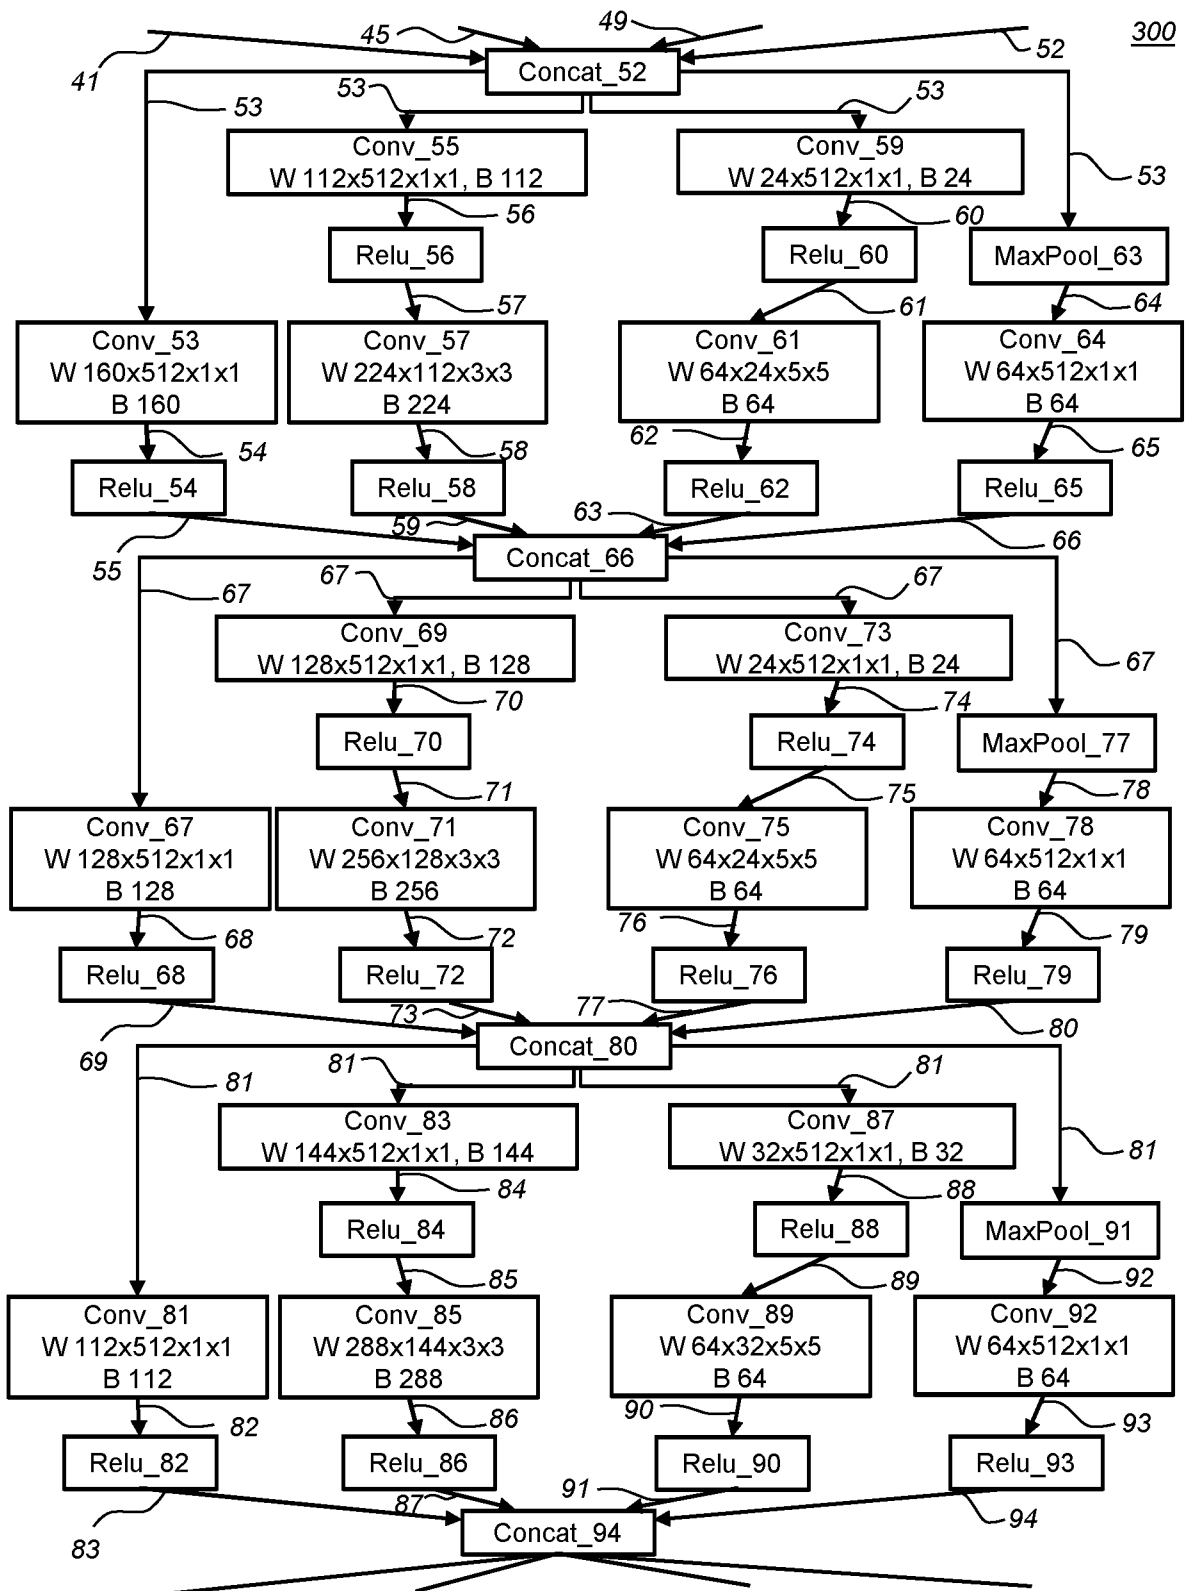 45
49
300
41
52
Concat_52
53
53
53
53
Conv_55
W 112x512x1x1, B 112
Conv_59
W 24x512x1x1, B 24
56
60
Relu_56
Relu_60
MaxPool_63
57
61
64
Conv_53
W 160x512x1x1
B 160
Conv_57
W 224x112x3x3
B 224
Conv_61
W 64x24x5x5
B 64
Conv_64
W 64x512x1x1
B 64
54
58
62
65
Relu_54
Relu_58
Relu_62
Relu_65
55
59
63
66
Concat_66
67
67
67
67
Conv_69
W 128x512x1x1, B 128
Conv_73
W 24x512x1x1, B 24
70
74
Relu_70
Relu_74
MaxPool_77
71
75
78
Conv_67
W 128x512x1x1
B 128
Conv_71
W 256x128x3x3
B 256
Conv_75
W 64x24x5x5
B 64
Conv_78
W 64x512x1x1
B 64
68
72
76
79
Relu_68
Relu_72
Relu_76
Relu_79
69
73
77
80
Concat_80
81
81
81
81
Conv_83
W 144x512x1x1, B 144
Conv_87
W 32x512x1x1, B 32
84
88
Relu_84
Relu_88
MaxPool_91
85
89
92
Conv_81
W 112x512x1x1
B 112
Conv_85
W 288x144x3x3
B 288
Conv_89
W 64x32x5x5
B 64
Conv_92
W 64x512x1x1
B 64
82
86
90
93
Relu_82
Relu_86
Relu_90
Relu_93
83
87
91
94
Concat_94